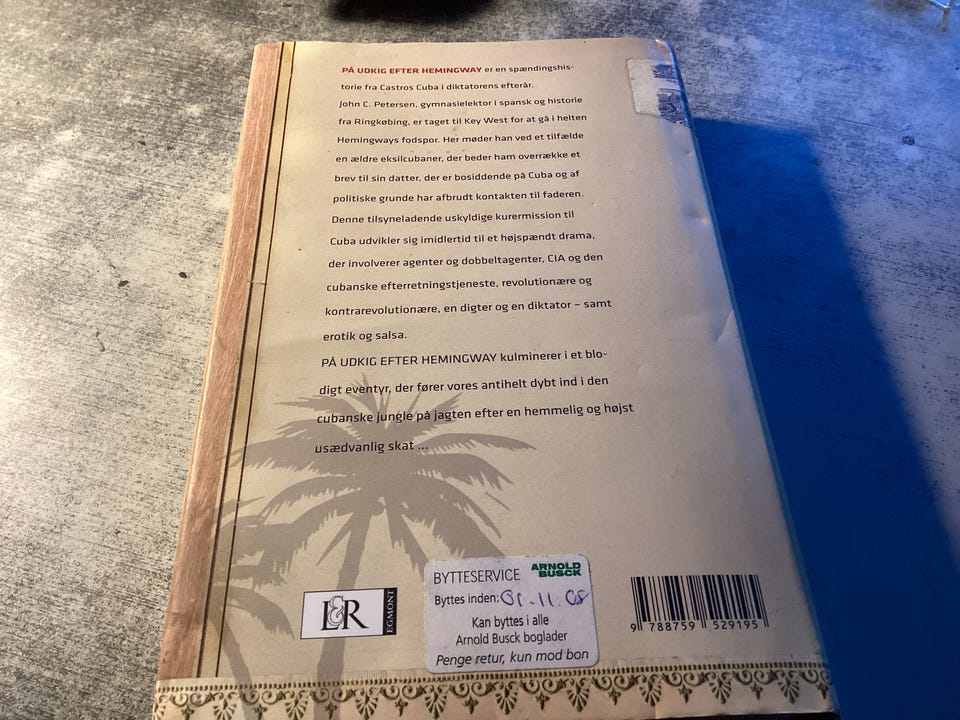 PÅ UDKIG EFTER HEMINGWAY er en spændingshis-
torie fra Castros Cuba i diktatorens efterår.
John C. Petersen, gymnasielektor i spansk og historie
fra Ringkøbing, er taget til Key West for at gå i helten
Hemingways fodspor. Her møder han ved et tilfælde
en ældre eksilcubaner, der beder ham overrække et
brev til sin datter, der er bosiddende på Cuba og af
politiske grunde har afbrudt kontakten til faderen.
Denne tilsyneladende uskyldige kurermission til
Cuba udvikler sig imidlertid til et højspændt drama,
der involverer agenter og dobbeltagenter, CIA og den
cubanske efterretningstjeneste, revolutionære og
kontrarevolutionære, en digter og en diktator – samt
erotik og salsa.
PÅ UDKIG EFTER HEMINGWAY kulminerer i et blo-
digt eventyr, der fører vores antihelt dybt ind i den
cubanske jungle på jagten efter en hemmelig og højst
usædvanlig skat ...
L&R
EGMONT
BYTTESERVICE
ARNOLD
BUSCK
Byttes inden: 01-11.08
Kan byttes i alle
Arnold Busck boglader
Penge retur, kun mod bon
9 788759 529195